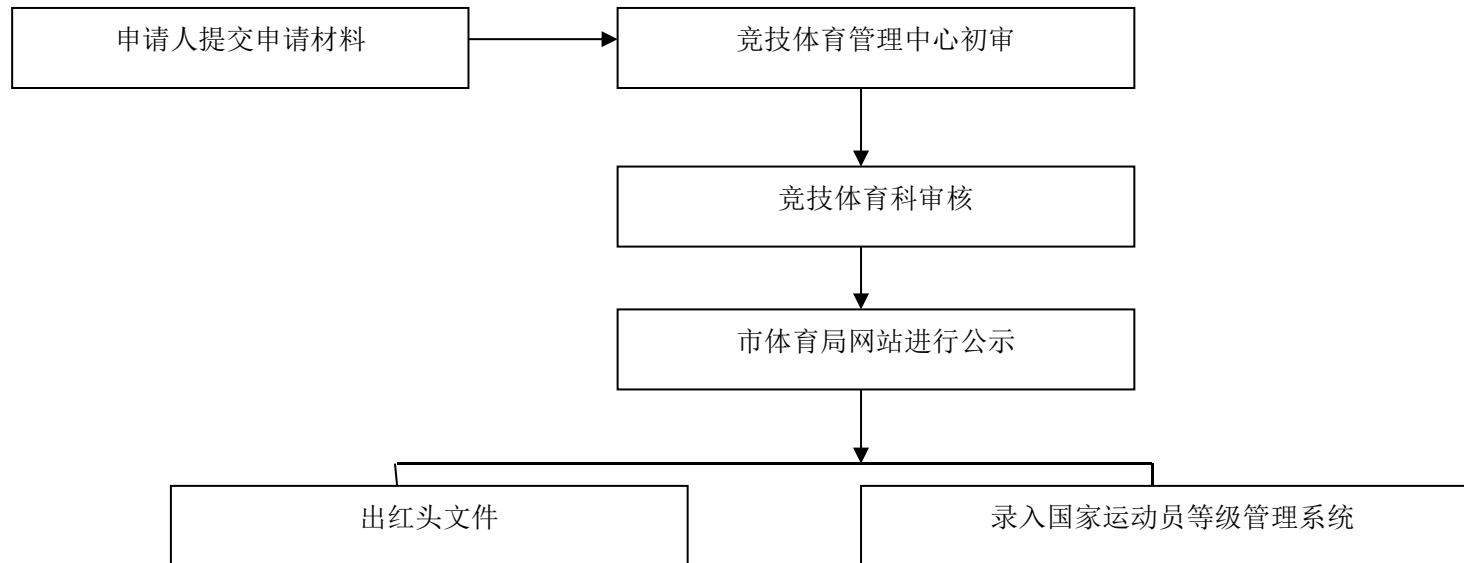 申请人提交申请材料
竞技体育管理中心初审
竞技体育科审核
市体育局网站进行公示
出红头文件
录入国家运动员等级管理系统